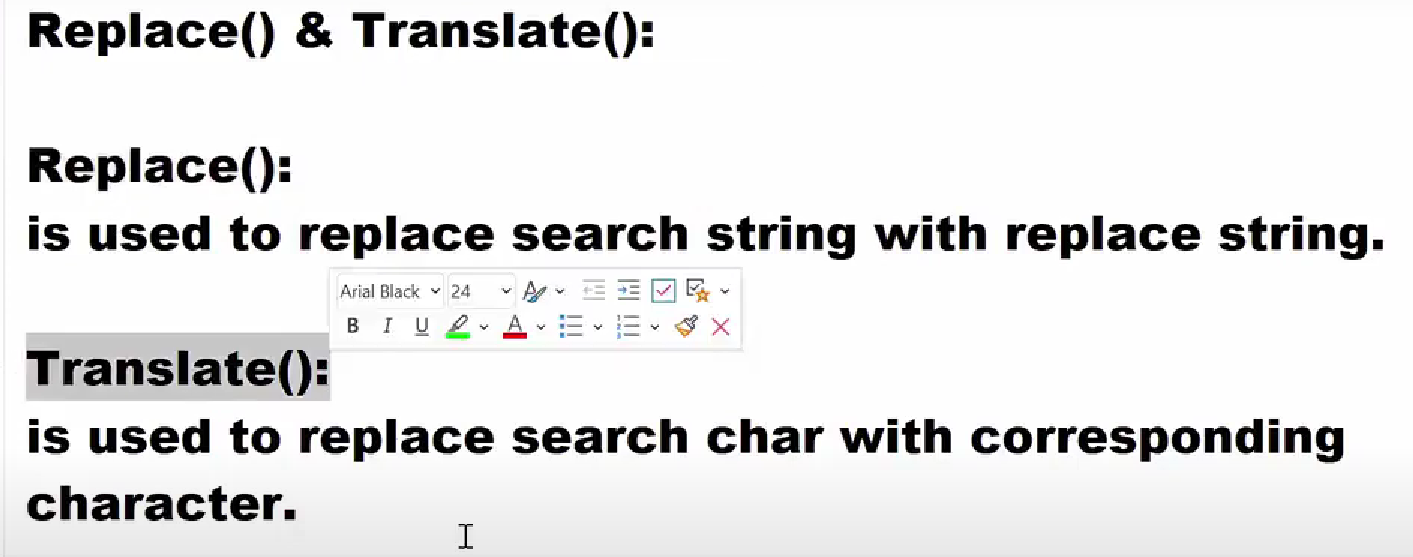 Replace() & Translate():
Replace():
is used to replace search string with replace string.
Arial Black 24
B I U A
Translate():
is used to replace search char with corresponding
character.